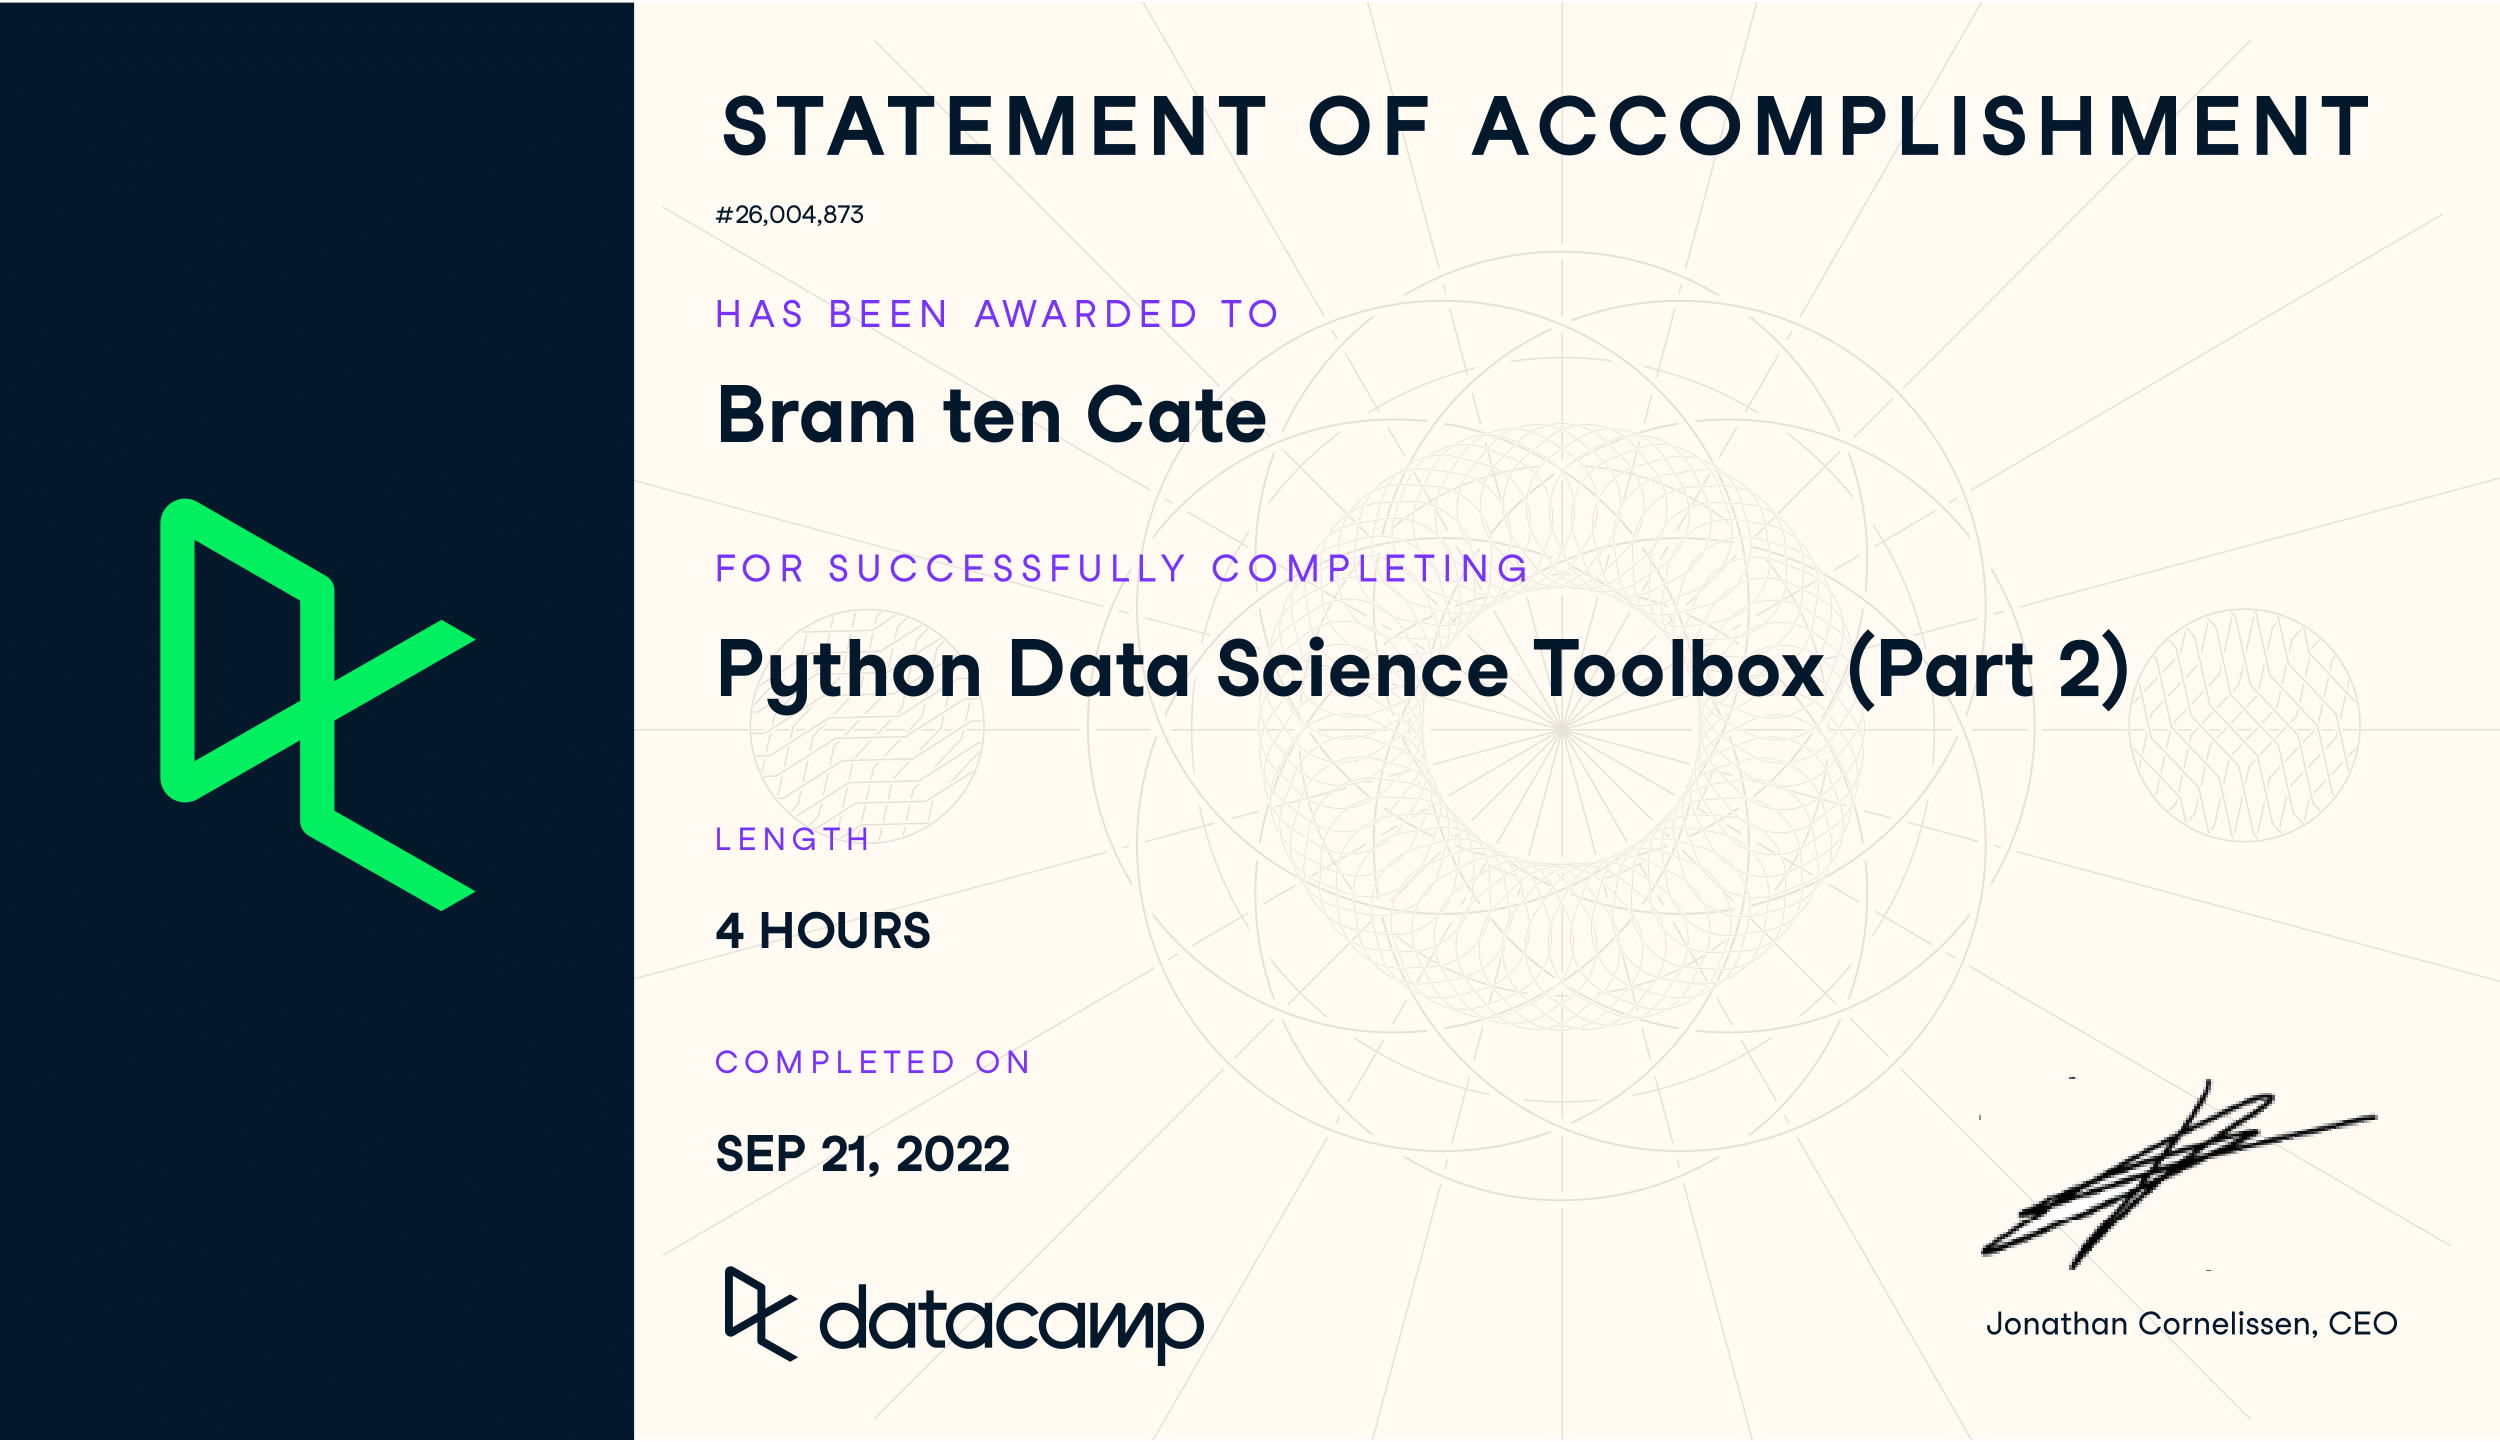 STATEMENT OF ACCOMPLISHMENT
#26,004,873
HAS BEEN AWARDED TO
Bram ten Cate
FOR SUCCESSFULLY COMPLETING
Python Data Science Toolbox (Part 2)
LENGTH
4 HOURS
COMPLETED ON
SEP 21, 2022
datacamp
Jonathan Cornelissen, CEO